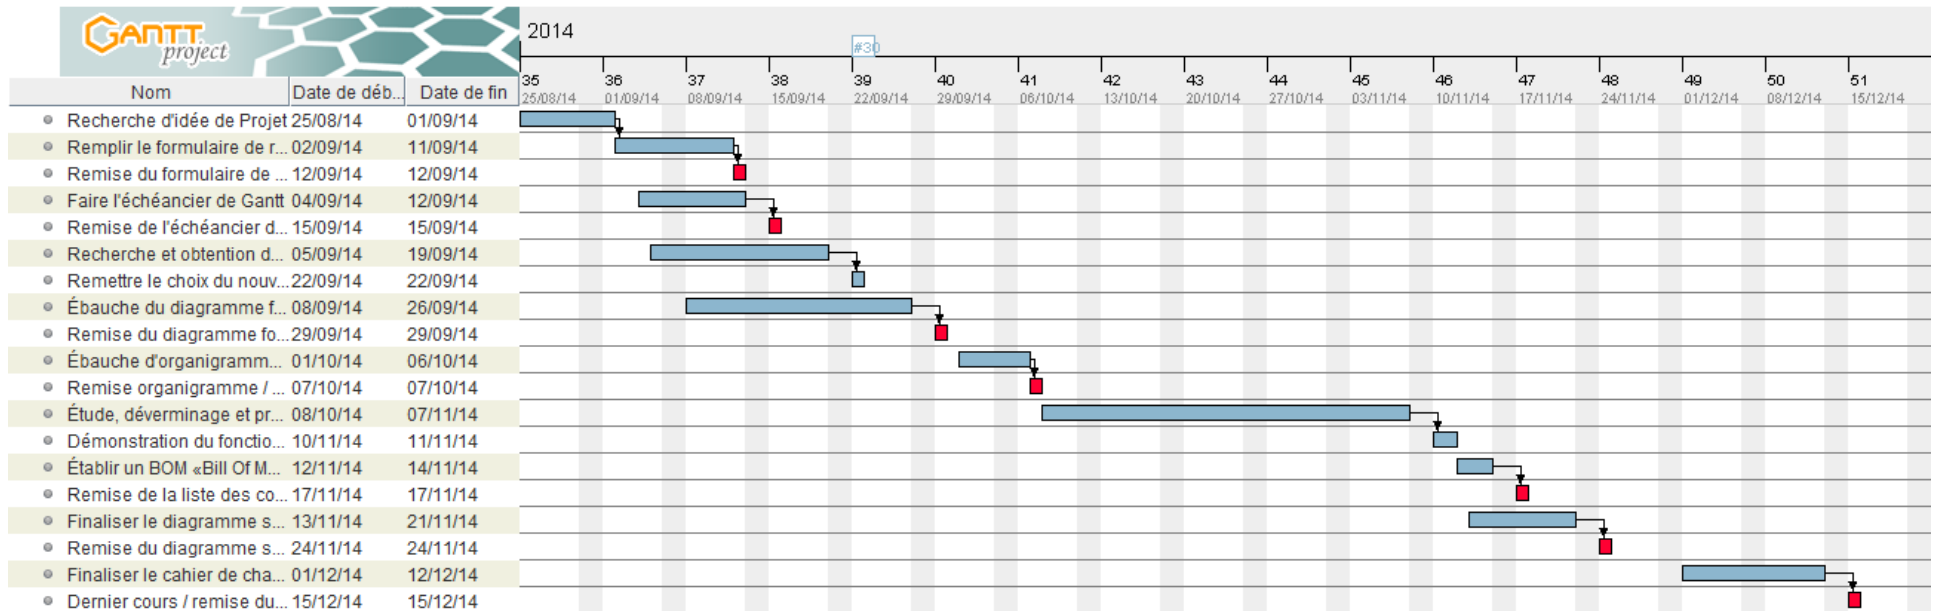 GANTT
project
2014
#30
35 36 37 38 39 40 41 42 43 44 45 46 47 48 49 50 51
Nom Date de déb... Date de fin 25/08/14 01/09/14 08/09/14 15/09/14 22/09/14 29/09/14 06/10/14 13/10/14 20/10/14 27/10/14 03/11/14 10/11/14 17/11/14 24/11/14 01/12/14 08/12/14 15/12/14
Recherche d'idée de Projet 25/08/14 01/09/14
Remplir le formulaire de r... 02/09/14 11/09/14
Remise du formulaire de ... 12/09/14 12/09/14
Faire l'échéancier de Gantt 04/09/14 12/09/14
Remise de l'échéancier d... 15/09/14 15/09/14
Recherche et obtention d... 05/09/14 19/09/14
Remettre le choix du nouv... 22/09/14 22/09/14
Ébauche du diagramme f... 08/09/14 26/09/14
Remise du diagramme fo... 29/09/14 29/09/14
Ébauche d'organigramm... 01/10/14 06/10/14
Remise organigramme / ... 07/10/14 07/10/14
Étude, déverminage et pr... 08/10/14 07/11/14
Démonstration du fonctio... 10/11/14 11/11/14
Établir un BOM «Bill Of M... 12/11/14 14/11/14
Remise de la liste des co... 17/11/14 17/11/14
Finaliser le diagramme s... 13/11/14 21/11/14
Remise du diagramme s... 24/11/14 24/11/14
Finaliser le cahier de cha... 01/12/14 12/12/14
Dernier cours / remise du... 15/12/14 15/12/14